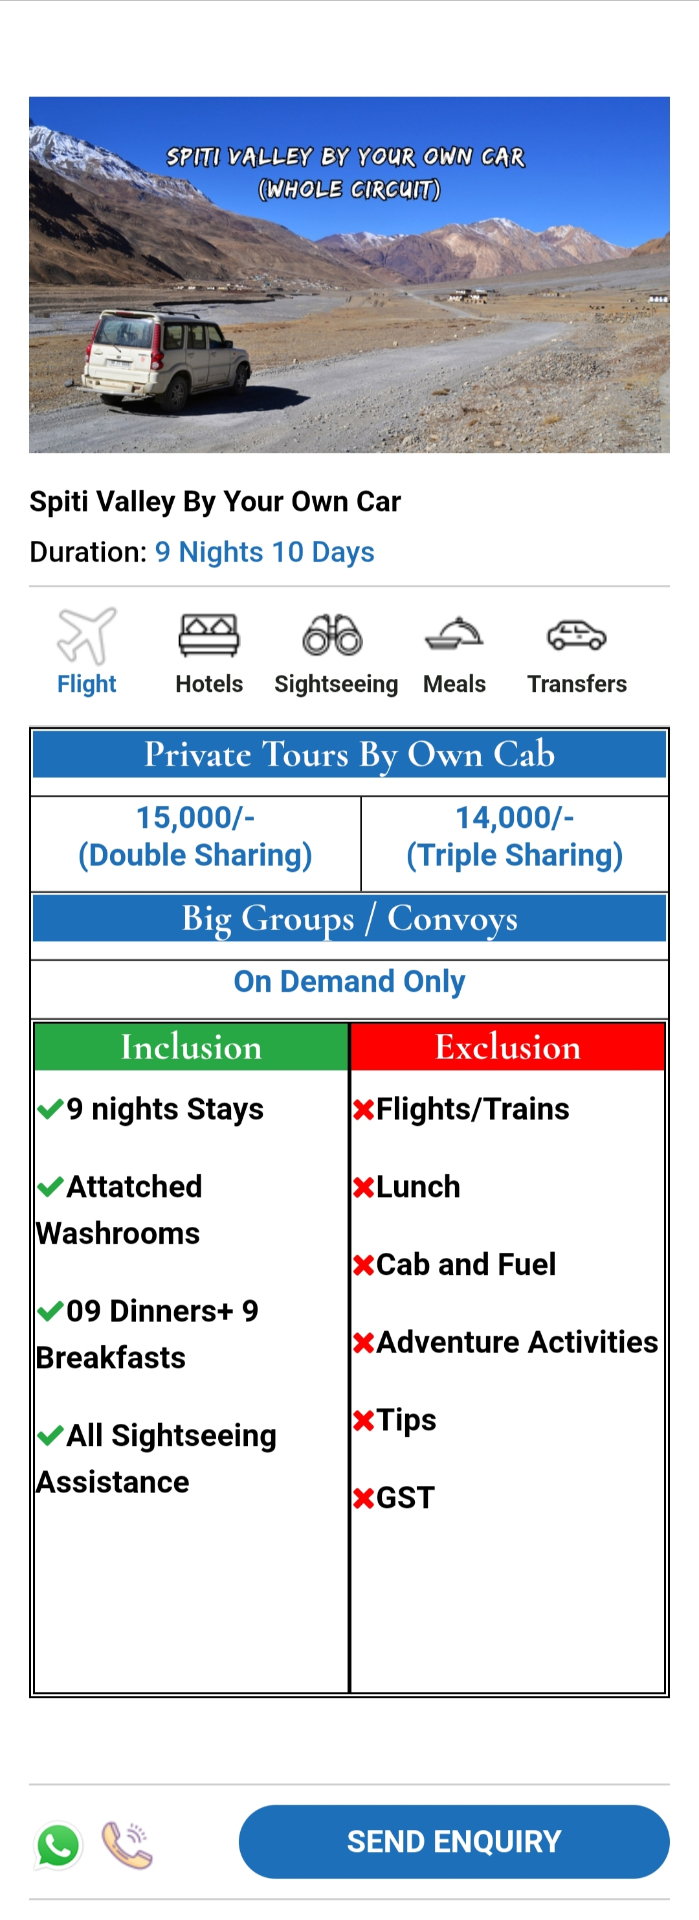 SPITI VALLEY BY YOUR OWN CAR
(WHOLE CIRCUIT)
Spiti Valley By Your Own Car
Duration: 9 Nights 10 Days
Flight Hotels Sightseeing Meals Transfers
Private Tours By Own Cab
15,000/- 14,000/-
(Double Sharing) (Triple Sharing)
Big Groups / Convoys
On Demand Only
Inclusion
9 nights Stays
Attatched
Washrooms
09 Dinners+ 9
Breakfasts
All Sightseeing
Assistance
Exclusion
Flights/Trains
Lunch
Cab and Fuel
Adventure Activities
Tips
GST
SEND ENQUIRY